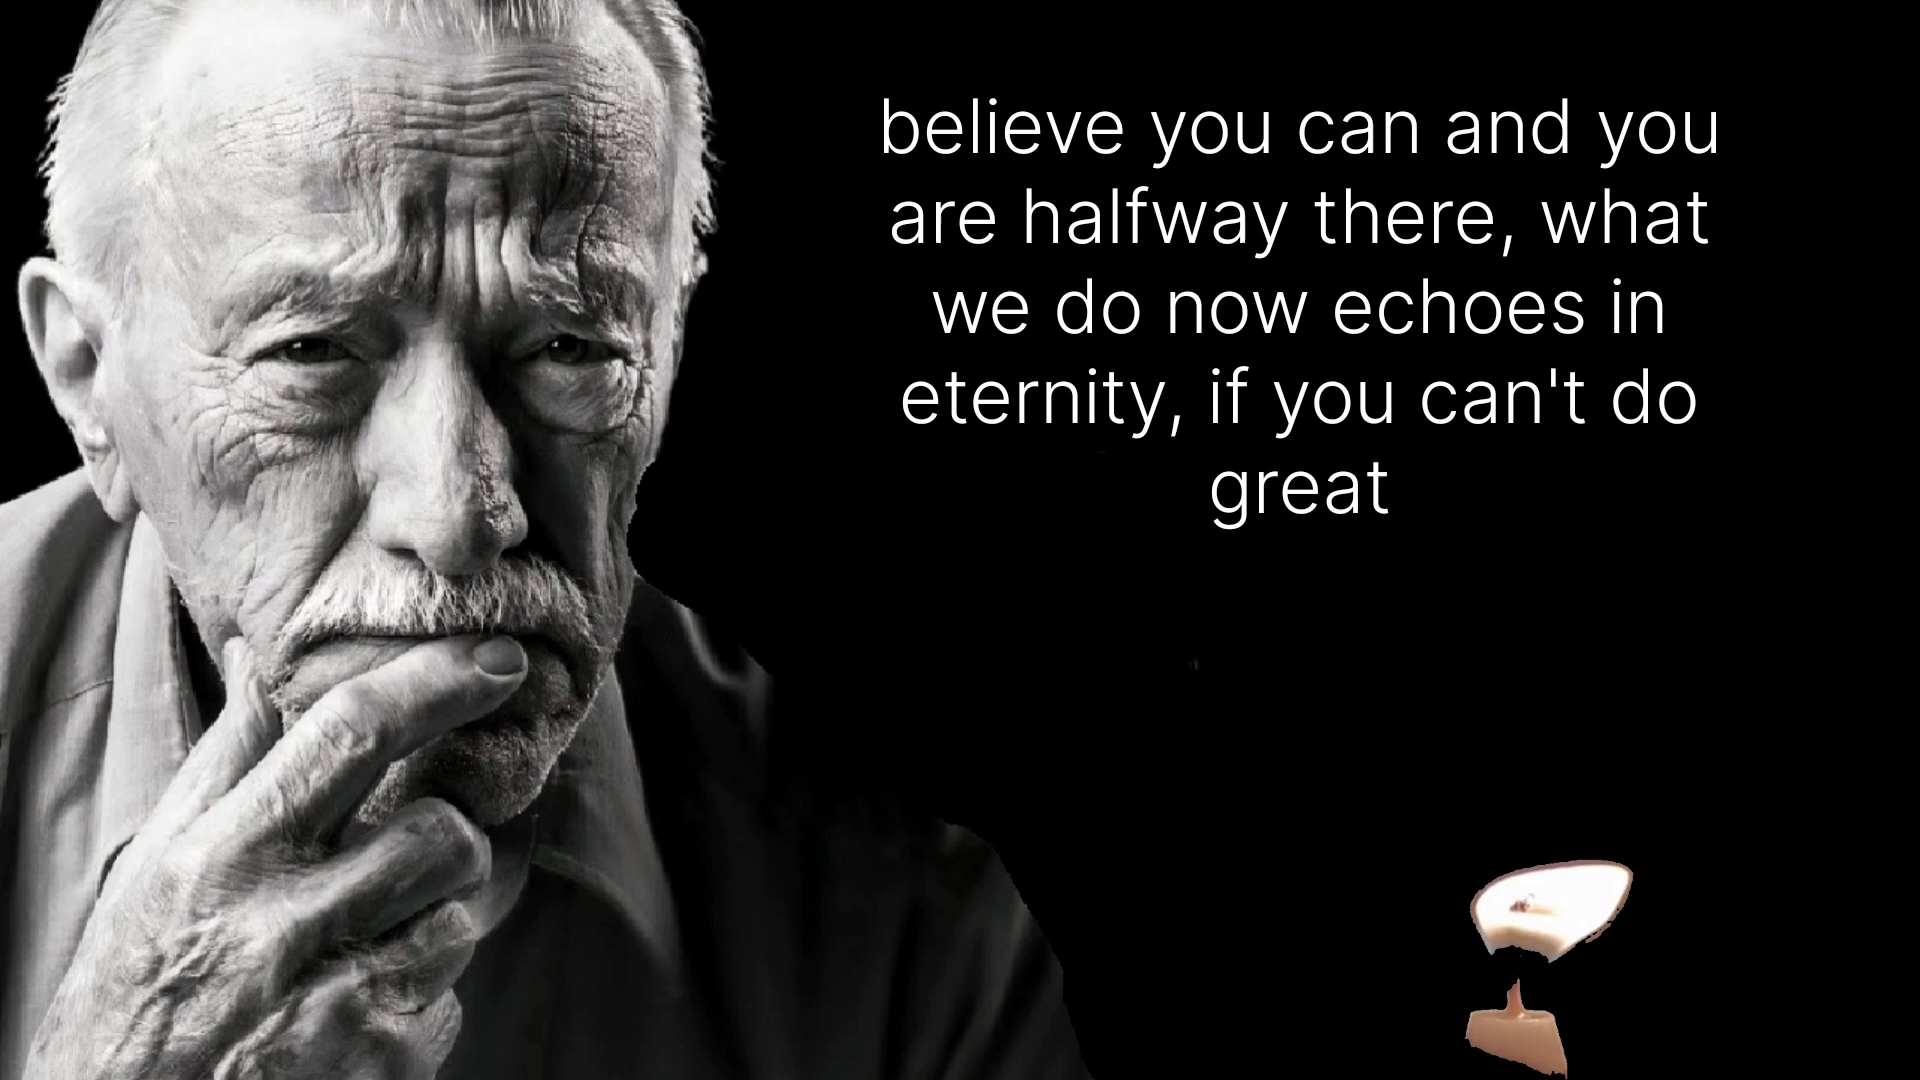 believe you can and you
are halfway there, what
we do now echoes in
eternity, if you can't do
great